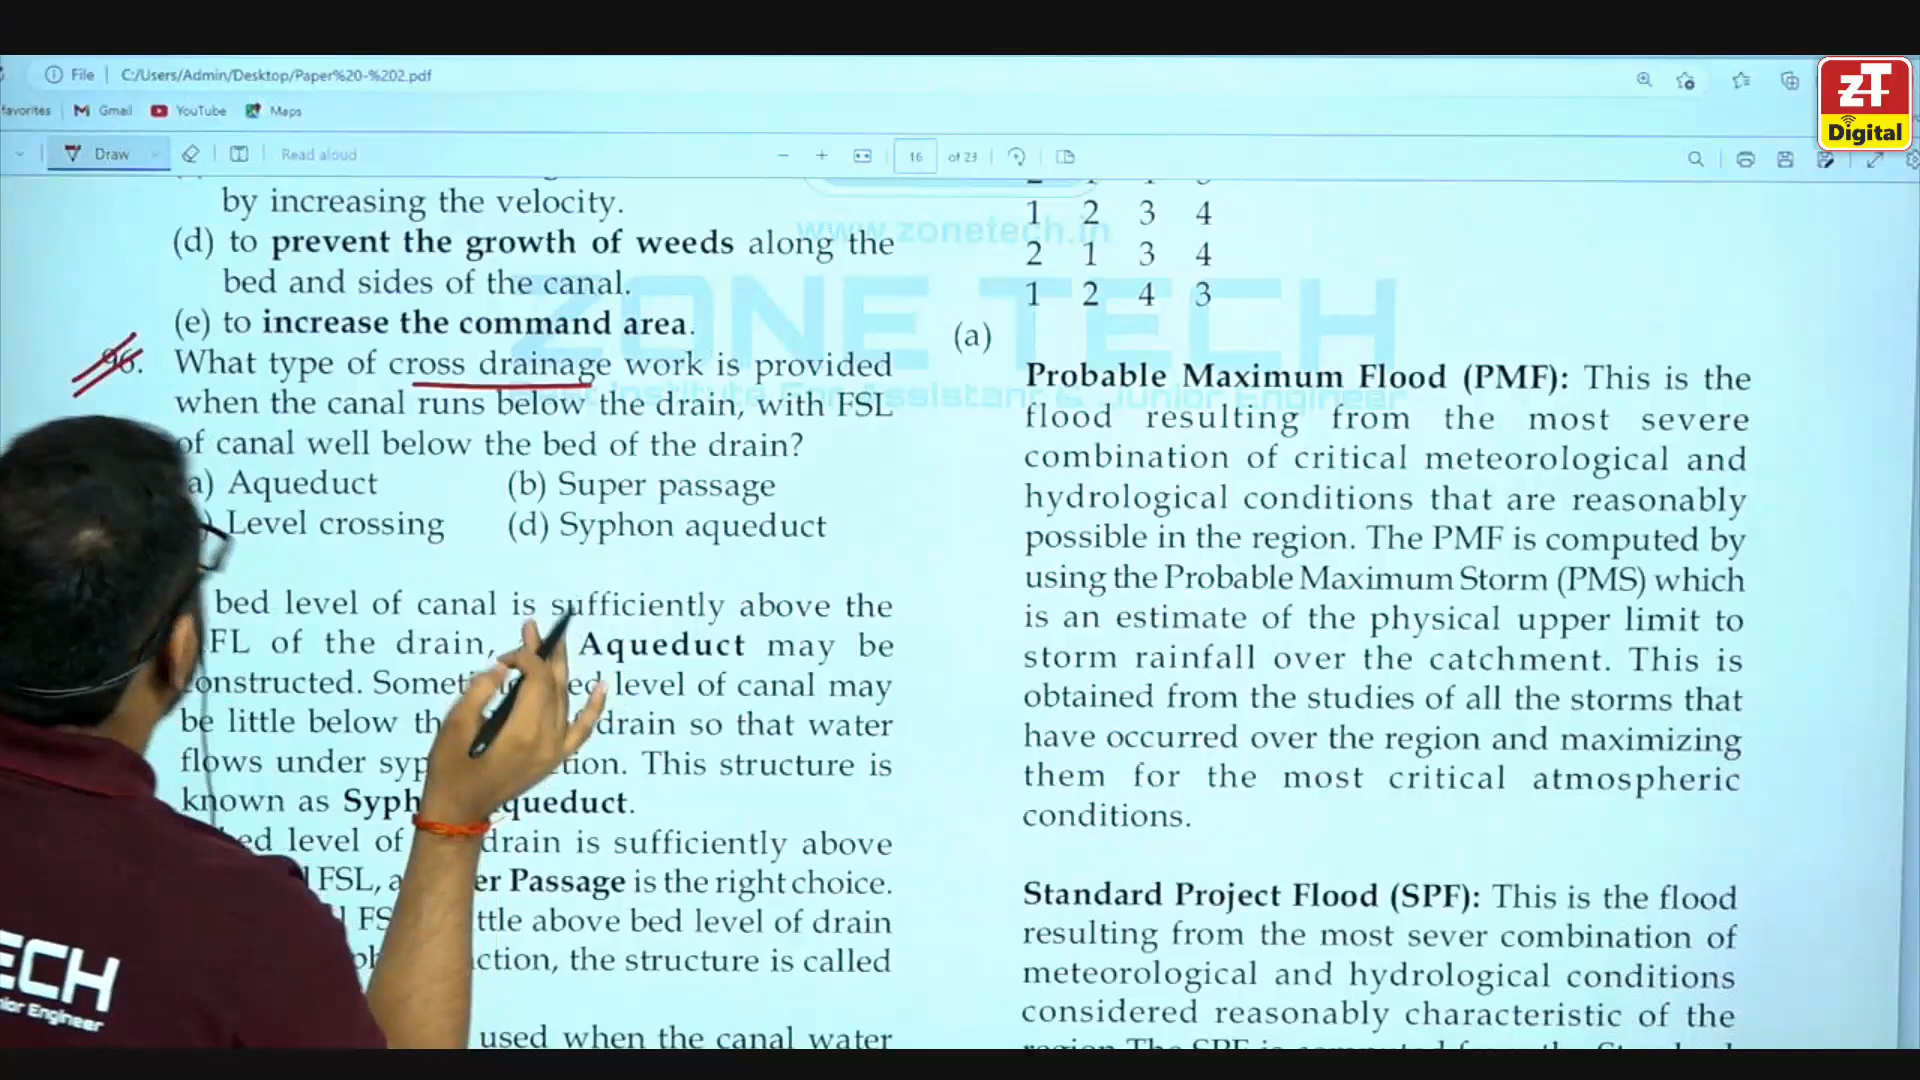 File
C:/Users/Admin/Desktop/Paper%20-%202.pdf
favorites
Gmail
YouTube
Maps
Draw
Read aloud
16
of 23
ZT
Digital
by increasing the velocity.
(d) to prevent the growth of weeds along the
bed and sides of the canal.
(e) to increase the command area.
96. What type of cross drainage work is provided
when the canal runs below the drain, with FSL
of canal well below the bed of the drain?
a) Aqueduct (b) Super passage
) Level crossing (d) Syphon aqueduct
bed level of canal is sufficiently above the
FL of the drain, Aqueduct may be
constructed. level of canal may
be little below drain so that water
flows under This structure is
known as
level of drain is sufficiently above
FSL, Passage is the right choice.
above bed level of drain
the structure is called
used when the canal water
www.zonetech.in
ZONE TECH
1 2 3 4
2 1 3 4
1 2 4 3
(a)
Probable Maximum Flood (PMF): This is the
flood resulting from the most severe
combination of critical meteorological and
hydrological conditions that are reasonably
possible in the region. The PMF is computed by
using the Probable Maximum Storm (PMS) which
is an estimate of the physical upper limit to
storm rainfall over the catchment. This is
obtained from the studies of all the storms that
have occurred over the region and maximizing
them for the most critical atmospheric
conditions.
Standard Project Flood (SPF): This is the flood
resulting from the most sever combination of
meteorological and hydrological conditions
considered reasonably characteristic of the
ECH
Engineer